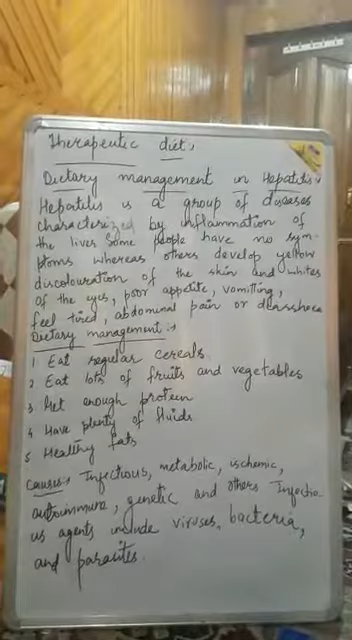 Therapeutic diet:
Dietary management in Hepatitis:
Hepatitis is a group of diseases
characterized by inflammation of
the liver some people have no sym-
ptoms whereas others develop yellow
discolouration of the skin and whites
of the eyes, poor appetite, vomitting,
feel tired, abdominal pain or diarrhoea
Dietary management :-
1 Eat regular cereals
2 Eat lots of fruits and vegetables
3 Get enough protein
4 Have plenty of fluids
5 Healthy fats
Causes:- Infectious, metabolic, ischemic,
autoimmune, genetic and others Infectio
us agents include viruses, bacteria,
and parasites.